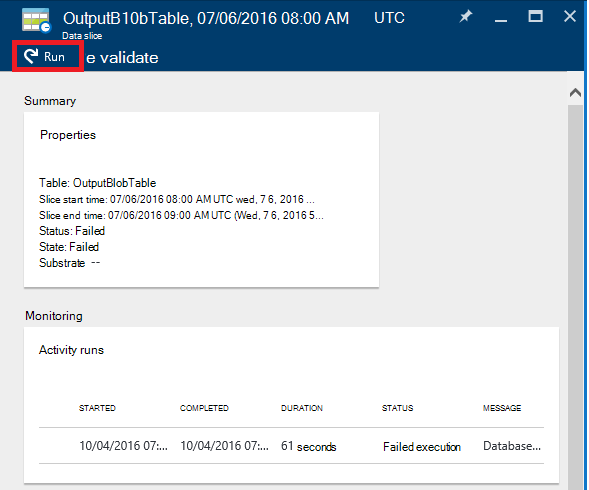 OutputB10bTable, 07/06/2016 08:00 AM UTC
Data slice
Run e validate
Summary
Properties
Table: OutputBlobTable
Slice start time: 07/06/2016 08:00 AM UTC wed, 7 6, 2016 ...
Slice end time: 07/06/2016 09:00 AM UTC (Wed, 7 6, 2016 5...
Status: Failed
State: Failed
Substrate --
Monitoring
Activity runs
STARTED COMPLETED DURATION STATUS MESSAGE
10/04/2016 07:... 10/04/2016 07:... 61 seconds Failed execution Database...